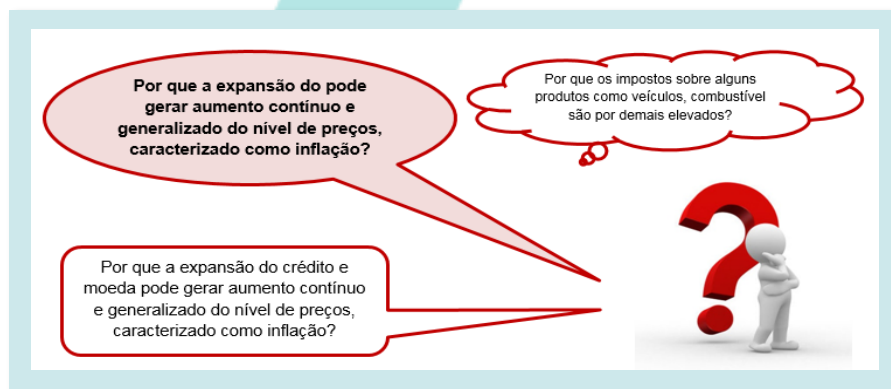 Por que a expansão do pode
gerar aumento contínuo e
generalizado do nível de preços,
caracterizado como inflação?
Por que os impostos sobre alguns
produtos como veículos, combustível
são por demais elevados?
Por que a expansão do crédito e
moeda pode gerar aumento contínuo
e generalizado do nível de preços,
caracterizado como inflação?